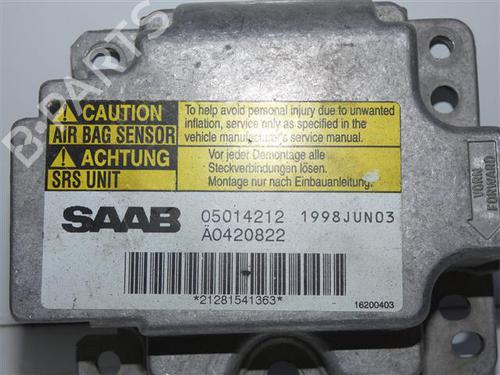 CAUTION
AIR BAG SENSOR
ACHTUNG
SRS UNIT
To help avoid personal injury due to unwanted
inflation, service only as specified in the
vehicle manufacturer's service manual.
Vor jeder Demontage alle
Steckverbindungen lösen.
Montage nur nach Einbauanleitung.
SAAB 05014212 1998JUN03
A0420822
*21281541363*
16200403
VORN
FORWARD
B-PARTS